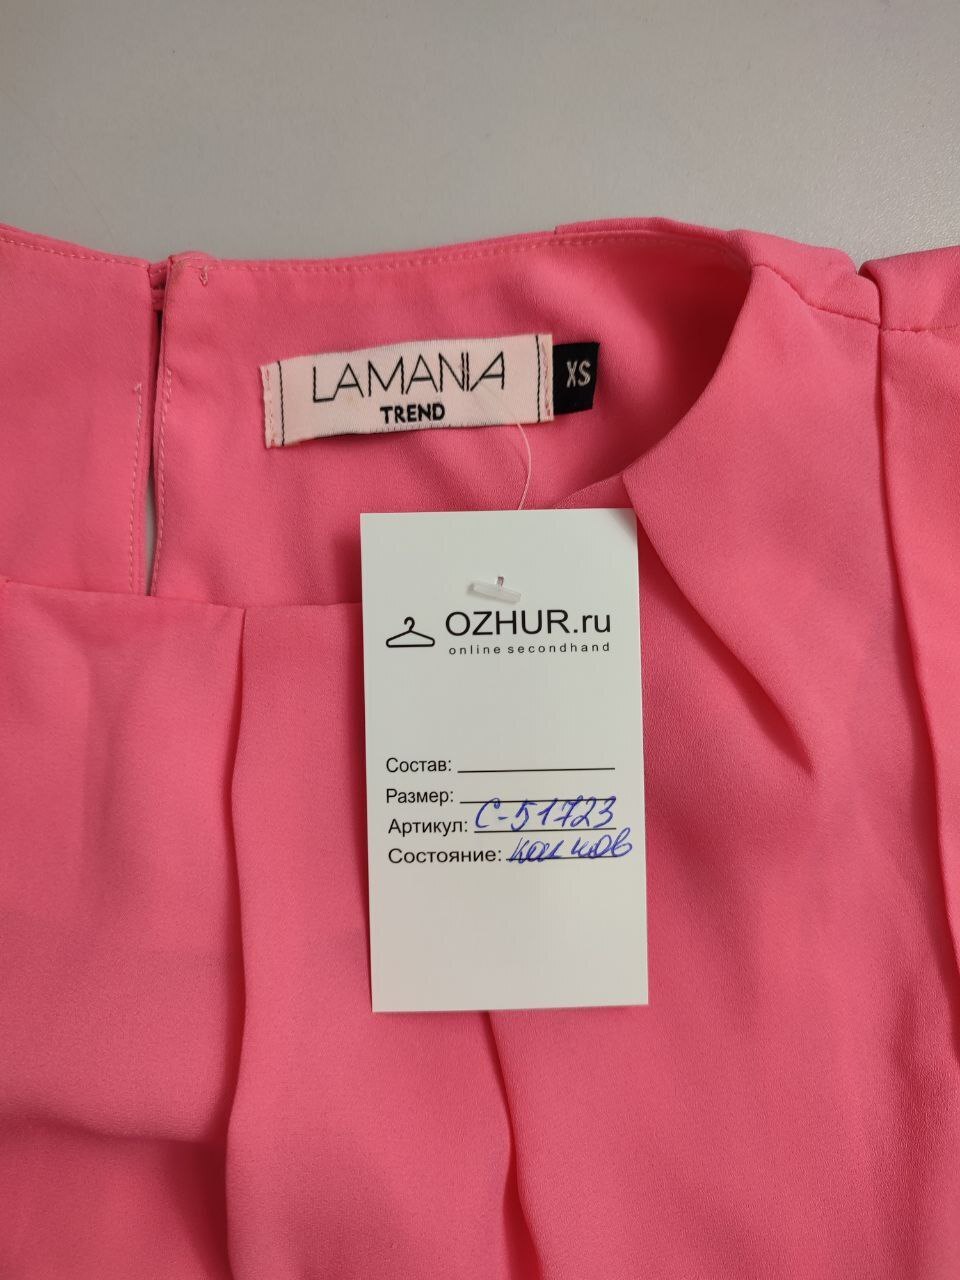 LAMANIA
TREND
XS
OZHUR.ru
online secondhand
Состав:
Размер:
Артикул: С-51723
Состояние: как нов